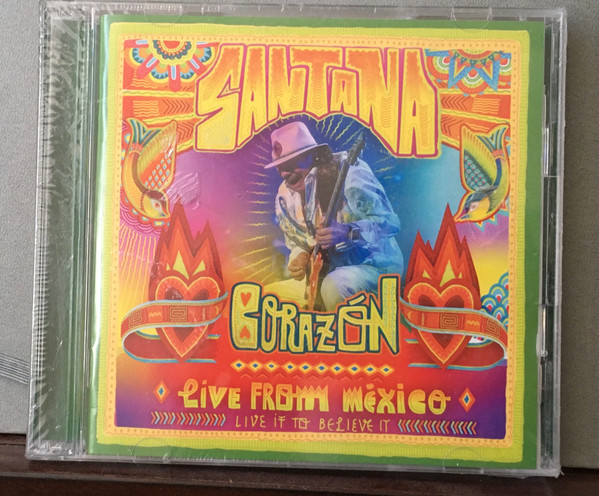 SANTANA
CORAZÓN
LIVE FROM MÉXICO
LIVE IT TO BELIEVE IT